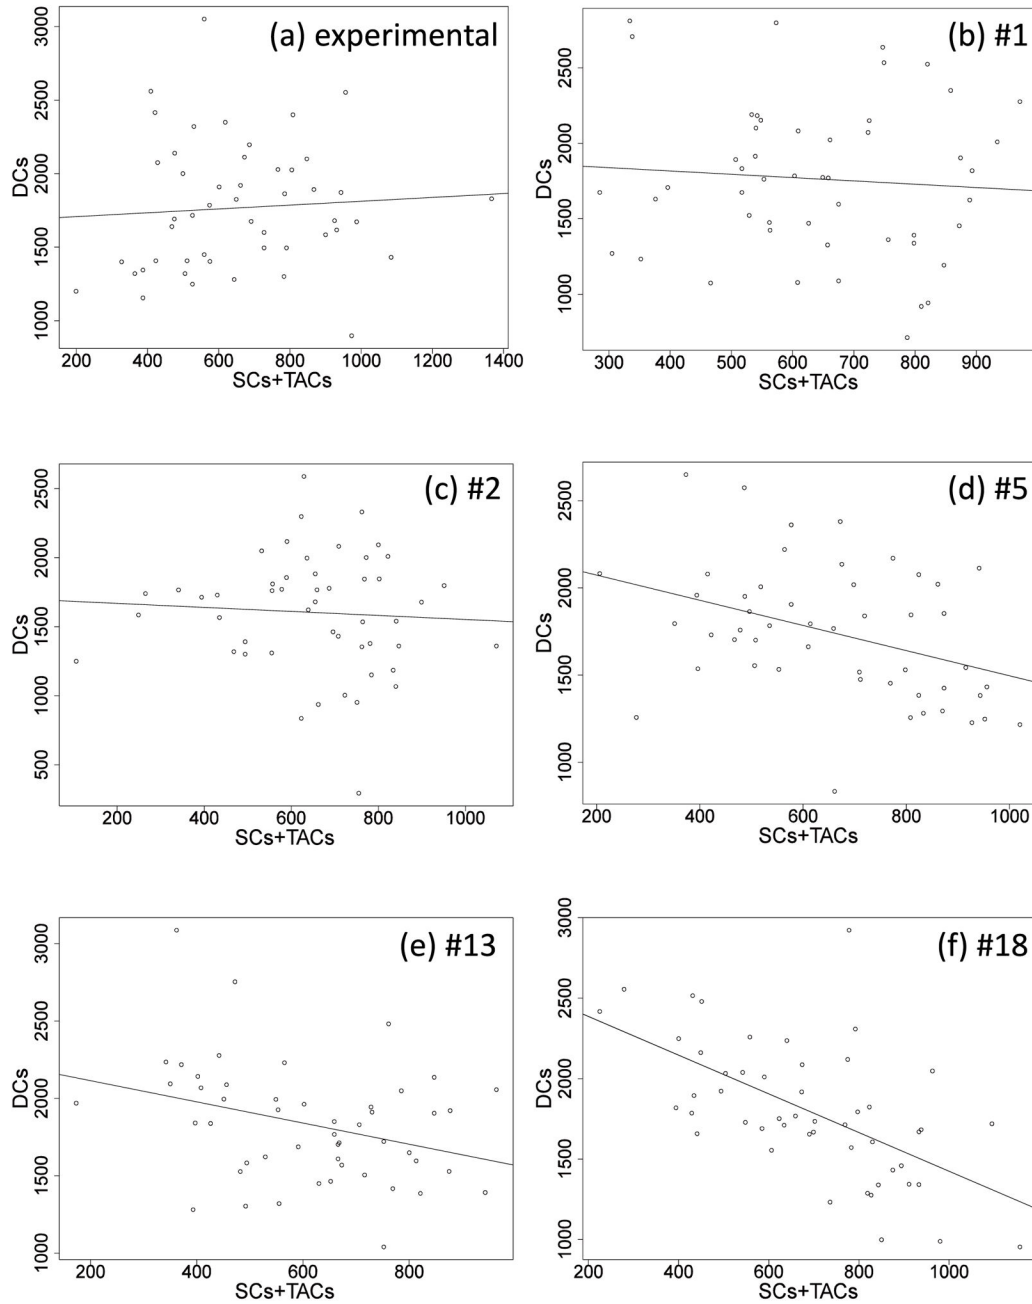 (a) experimental
DCs
3000
2500
2000
1500
1000
200 400 600 800 1000 1200 1400
SCs+TACs
(b) #1
DCs
2500
2000
1500
1000
300 400 500 600 700 800 900
SCs+TACs
(c) #2
DCs
2500
2000
1500
1000
500
200 400 600 800 1000
SCs+TACs
(d) #5
DCs
2500
2000
1500
1000
200 400 600 800 1000
SCs+TACs
(e) #13
DCs
3000
2500
2000
1500
1000
200 400 600 800
SCs+TACs
(f) #18
DCs
3000
2500
2000
1500
1000
200 400 600 800 1000
SCs+TACs